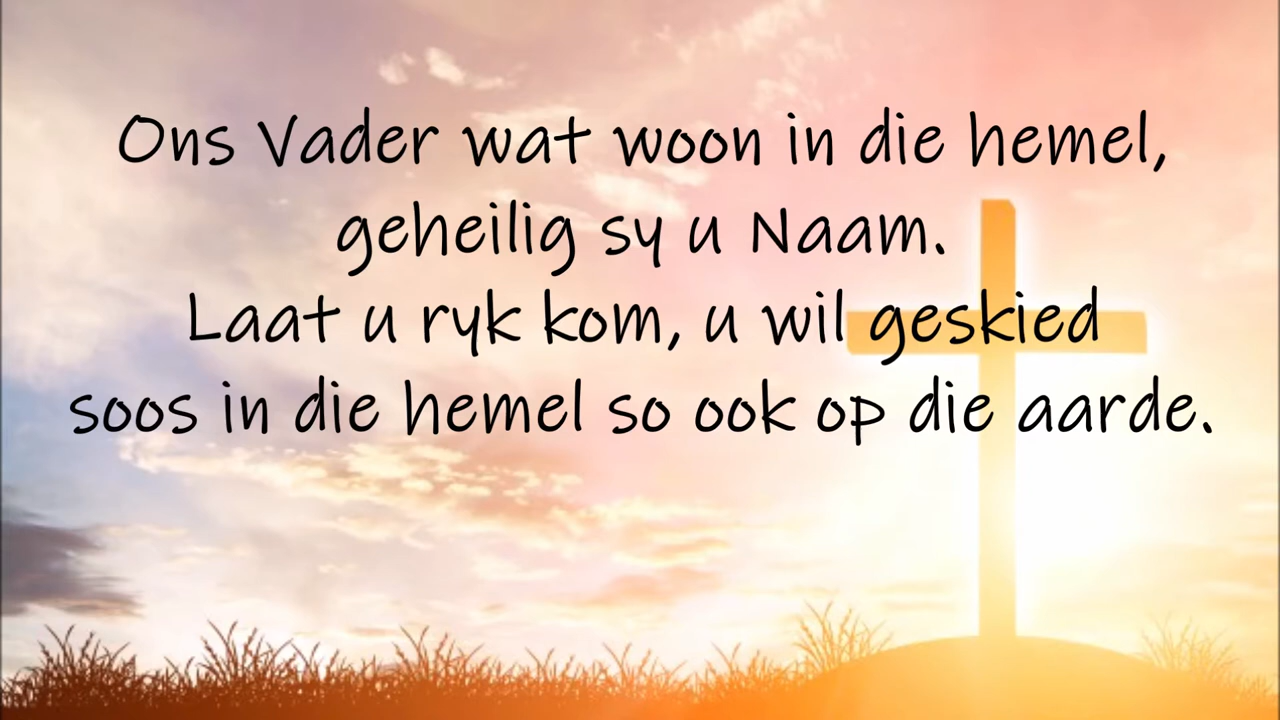 Ons Vader wat woon in die hemel,
geheilig sy u Naam.
Laat u ryk kom, u wil geskied
soos in die hemel so ook op die aarde.